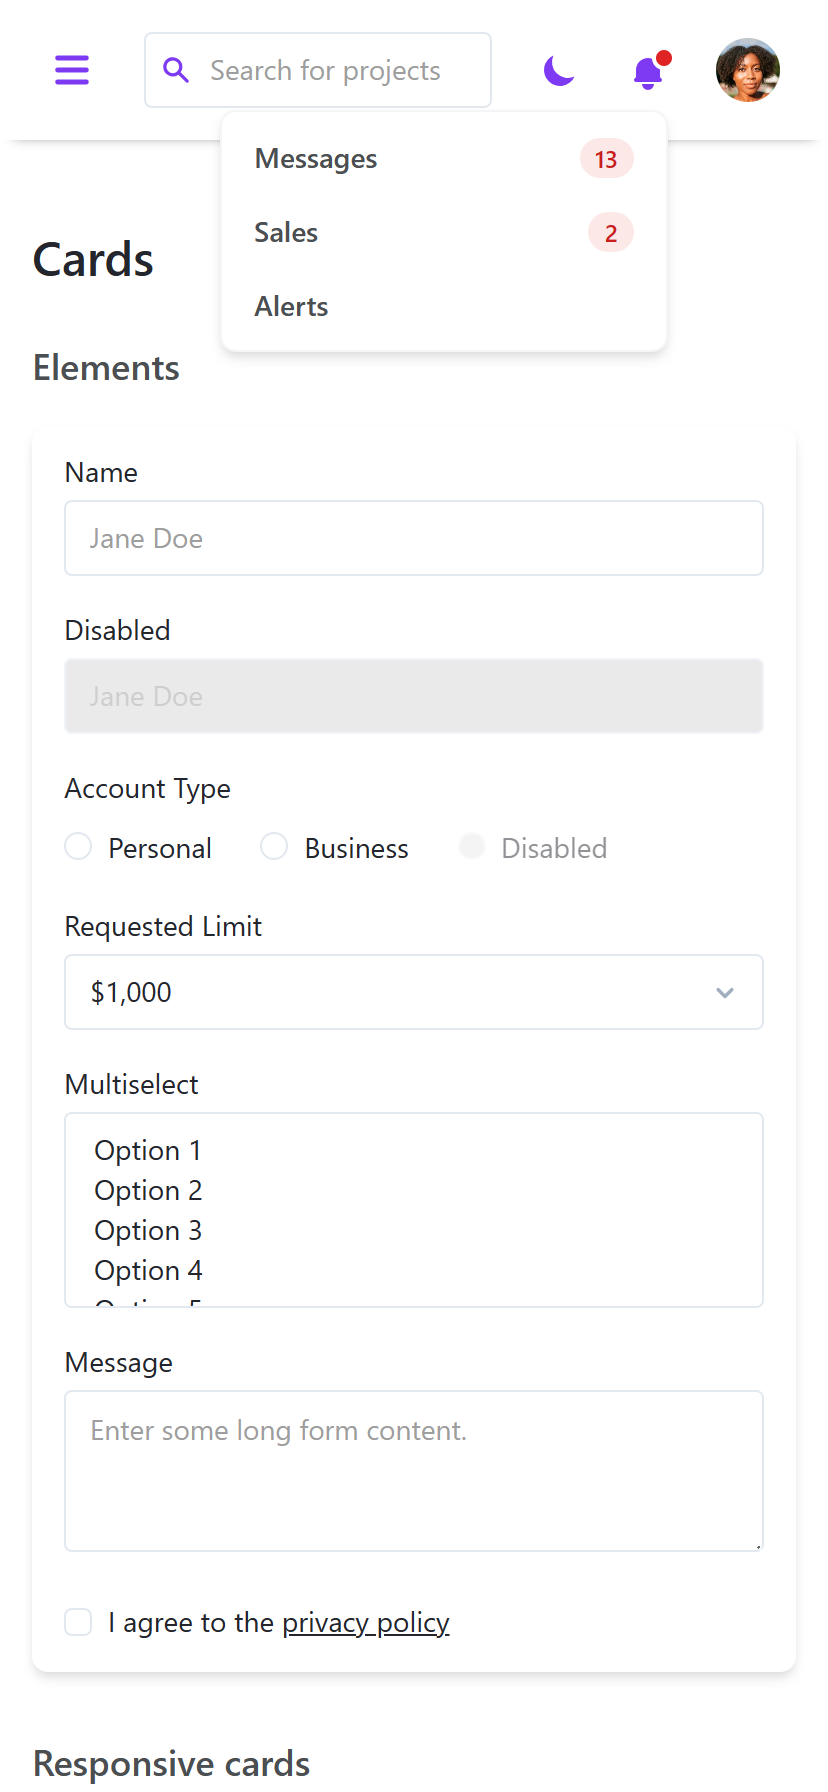 Search for projects
Messages 13
Sales 2
Alerts
Cards
Elements
Name
Jane Doe
Disabled
Jane Doe
Account Type
Personal Business Disabled
Requested Limit
$1,000
Multiselect
Option 1
Option 2
Option 3
Option 4
Option 5
Message
Enter some long form content.
I agree to the privacy policy
Responsive cards